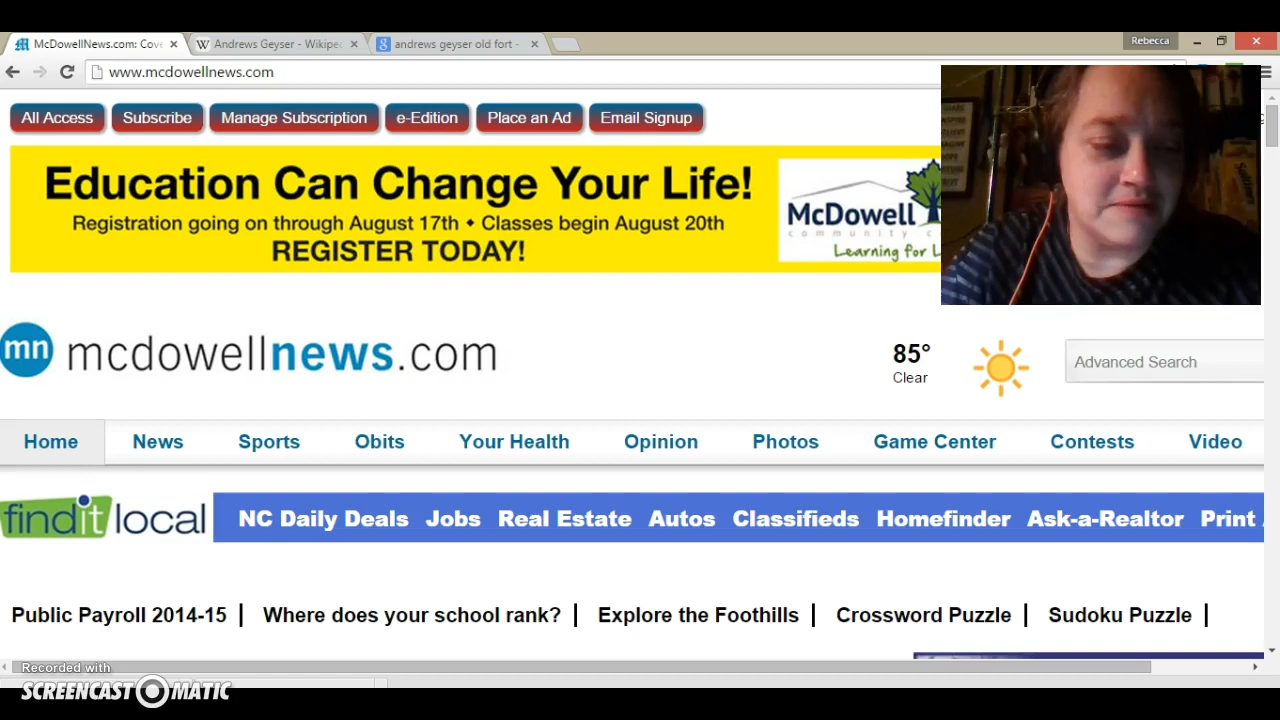 McDowellNews.com: Cove
Andrews Geyser - Wikipe
andrews geyser old fort -
Rebecca
www.mcdowellnews.com
All Access
Subscribe
Manage Subscription
e-Edition
Place an Ad
Email Signup
Education Can Change Your Life!
Registration going on through August 17th • Classes begin August 20th
REGISTER TODAY!
McDowell
community c
Learning for L
mn mcdowellnews.com
85°
Clear
Advanced Search
Home News Sports Obits Your Health Opinion Photos Game Center Contests Video
findit local
NC Daily Deals Jobs Real Estate Autos Classifieds Homefinder Ask-a-Realtor Print
Public Payroll 2014-15 | Where does your school rank? | Explore the Foothills | Crossword Puzzle | Sudoku Puzzle |
Recorded with
SCREENCAST-O-MATIC